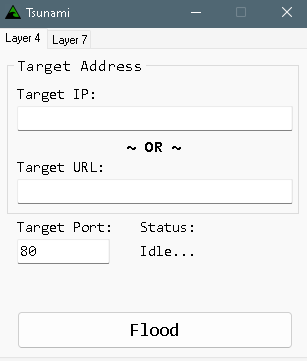 Tsunami
Layer 4 Layer 7
Target Address
Target IP:
~ OR ~
Target URL:
Target Port: Status:
80 Idle...
Flood